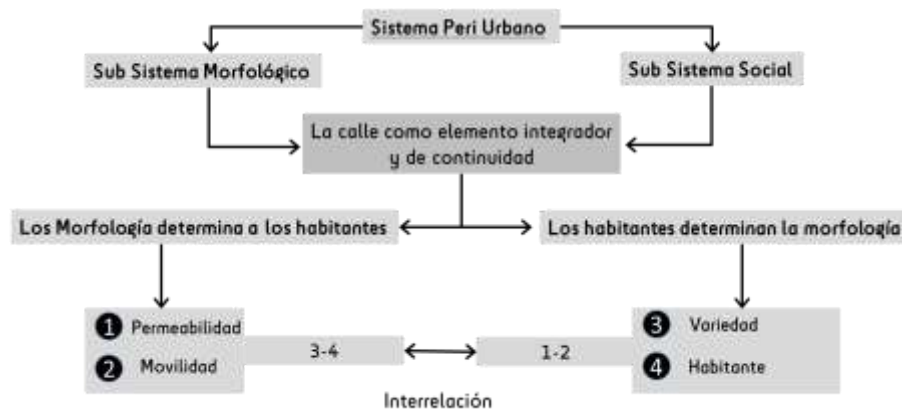 Sistema Peri Urbano
Sub Sistema Morfológico
Sub Sistema Social
La calle como elemento integrador
y de continuidad
Los Morfología determina a los habitantes
Los habitantes determinan la morfología
1 Permeabilidad
2 Movilidad
3-4
1-2
3 Variedad
4 Habitante
Interrelación